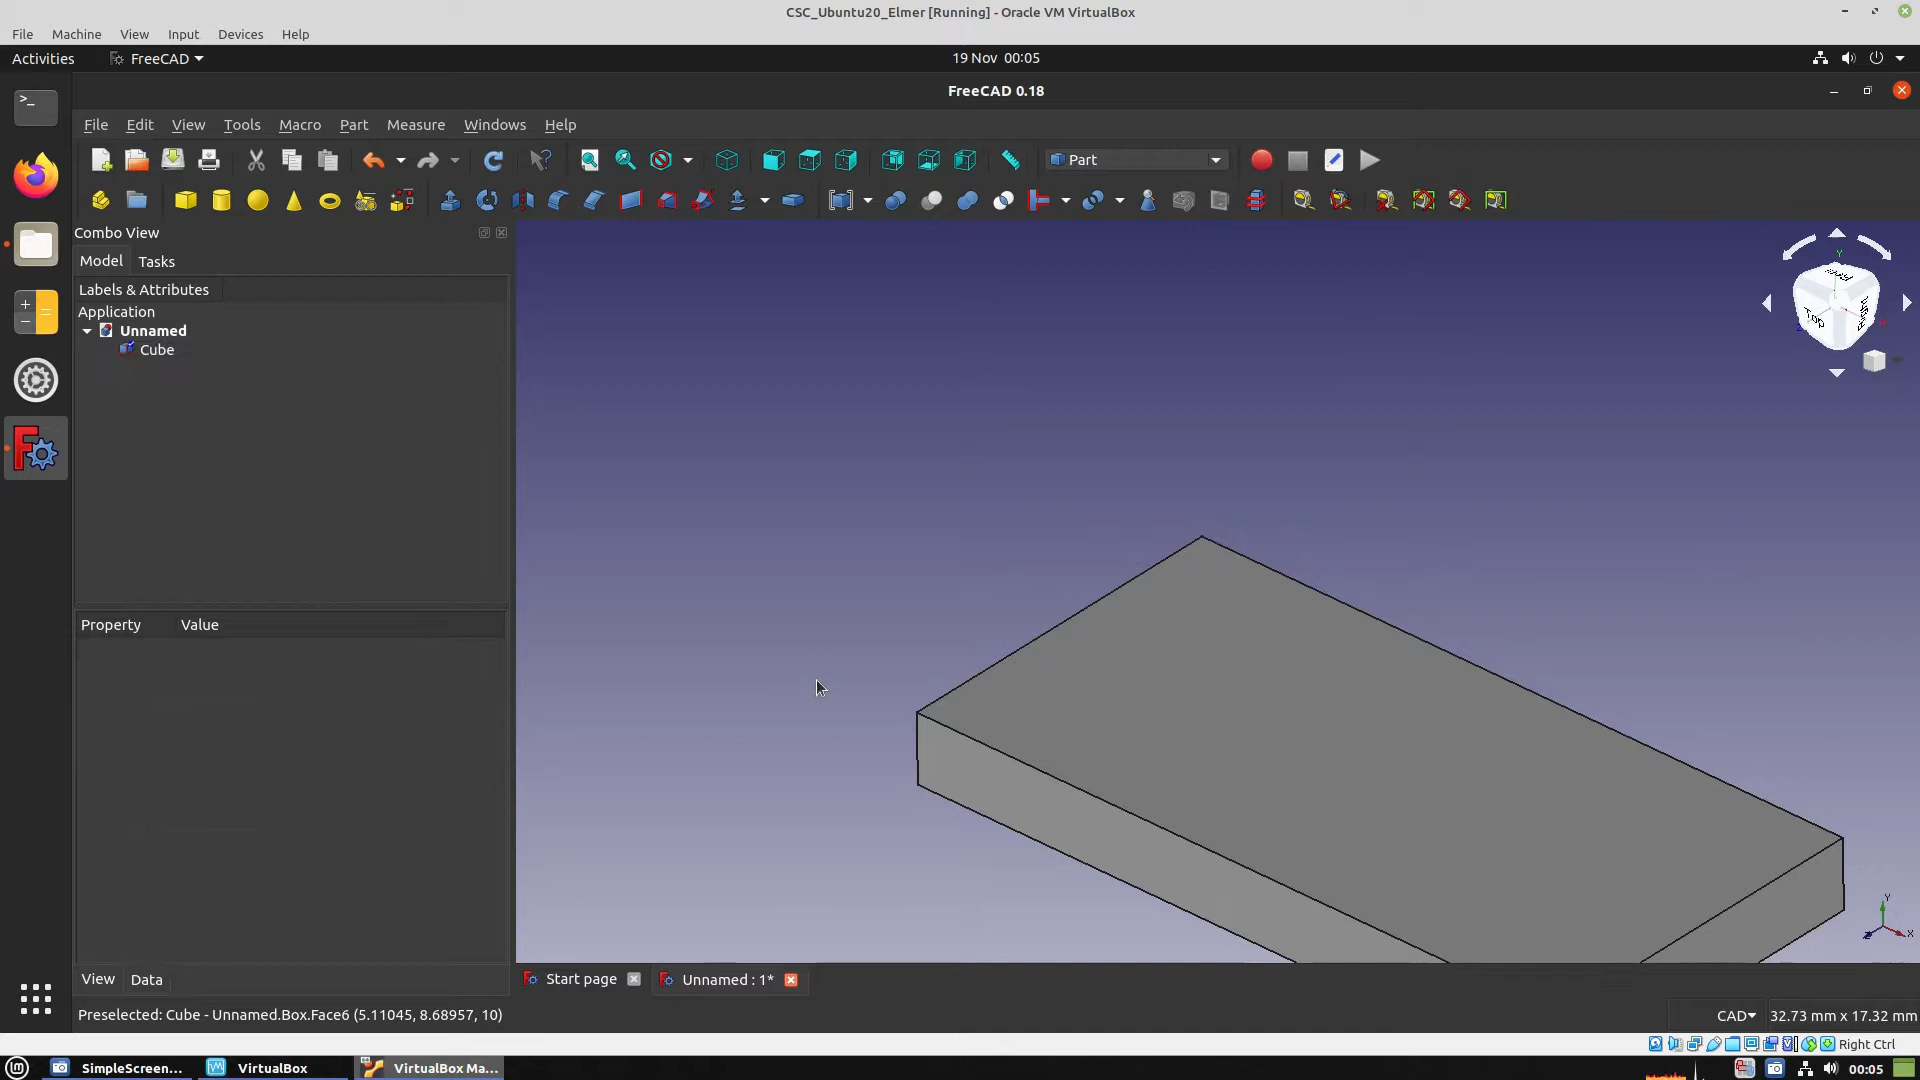 CSC_Ubuntu20_Elmer [Running] - Oracle VM VirtualBox
File Machine View Input Devices Help
Activities FreeCAD 19 Nov 00:05
FreeCAD 0.18
File Edit View Tools Macro Part Measure Windows Help
Part
Combo View
Model Tasks
Labels & Attributes
Application
Unnamed
Cube
Top
Y
Property Value
Y
X
Z
View Data
Start page Unnamed : 1*
Preselected: Cube - Unnamed.Box.Face6 (5.11045, 8.68957, 10)
CAD 32.73 mm x 17.32 mm
Right Ctrl
SimpleScreen... VirtualBox VirtualBox Ma... 00:05